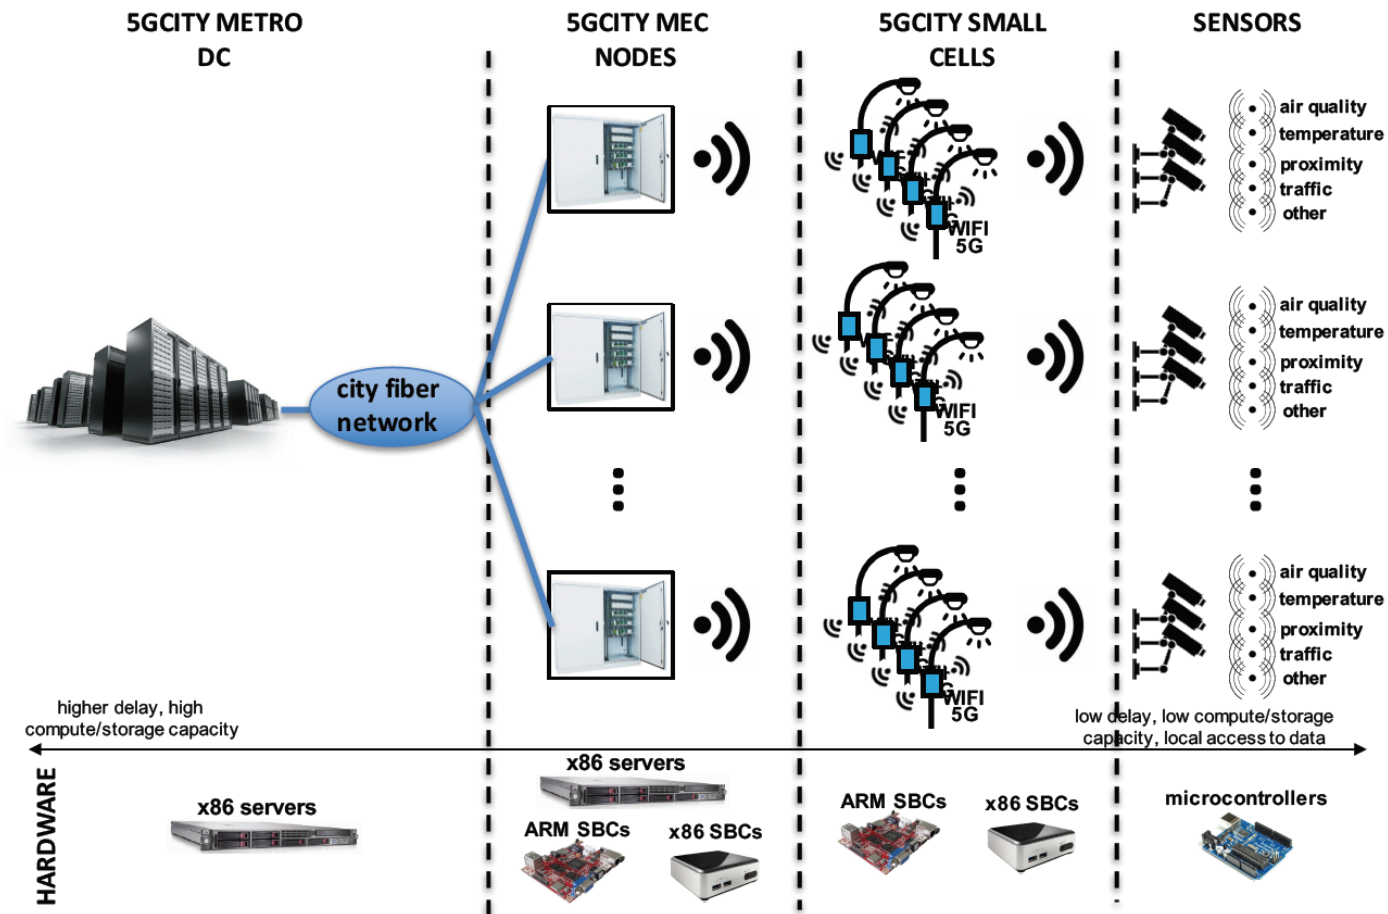 5GCITY METRO
DC
5GCITY MEC
NODES
5GCITY SMALL
CELLS
SENSORS
air quality
temperature
proximity
traffic
other
WIFI
5G
city fiber
network
air quality
temperature
proximity
traffic
other
WIFI
5G
air quality
temperature
proximity
traffic
other
WIFI
5G
higher delay, high
compute/storage capacity
low delay, low compute/storage
capacity, local access to data
HARDWARE
x86 servers
x86 servers
ARM SBCs
x86 SBCs
ARM SBCs
x86 SBCs
microcontrollers